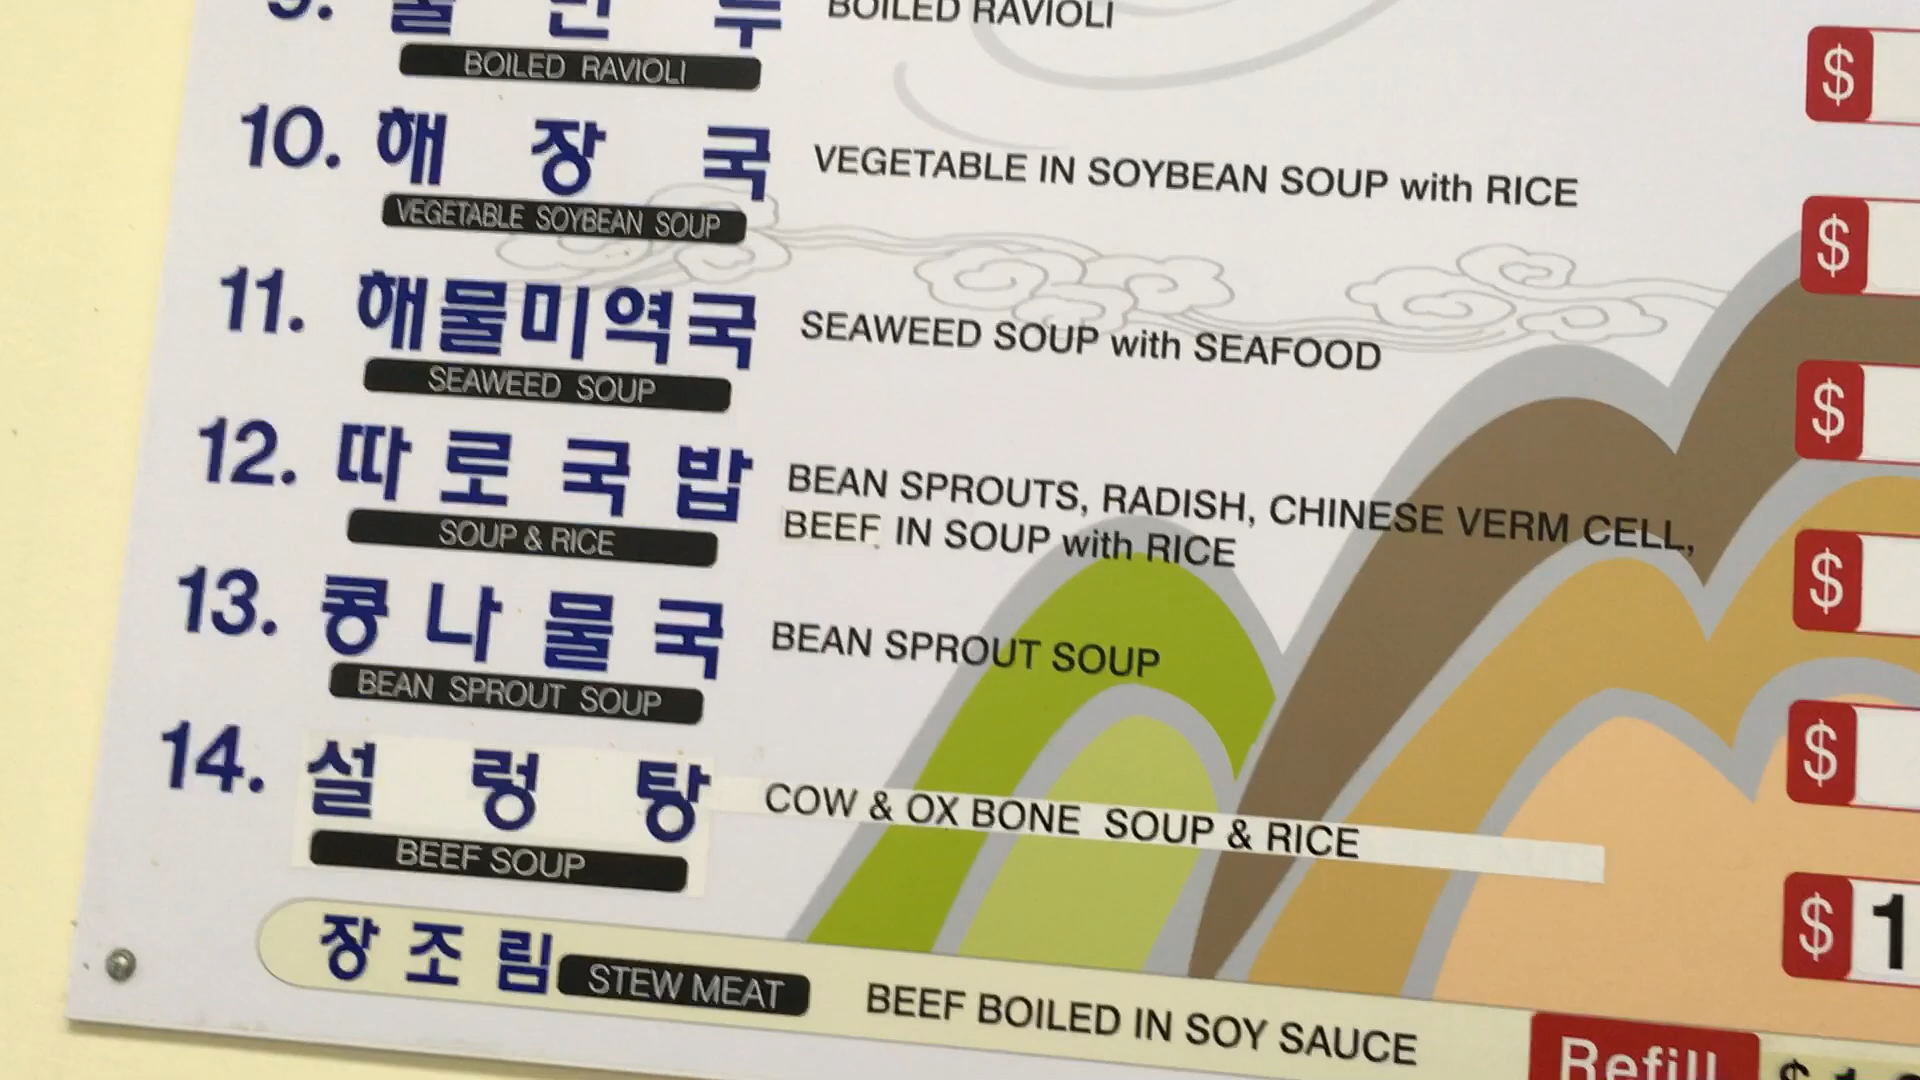 9. 물 만 두 BOILED RAVIOLI
BOILED RAVIOLI
$
10. 해 장 국 VEGETABLE IN SOYBEAN SOUP with RICE
VEGETABLE SOYBEAN SOUP
$
11. 해물미역국 SEAWEED SOUP with SEAFOOD
SEAWEED SOUP
$
12. 따 로 국 밥 BEAN SPROUTS, RADISH, CHINESE VERM CELL,
BEEF IN SOUP with RICE
SOUP & RICE
$
13. 콩 나 물 국 BEAN SPROUT SOUP
BEAN SPROUT SOUP
$
14. 설 렁 탕 COW & OX BONE SOUP & RICE
BEEF SOUP
$ 1
장 조 림 STEW MEAT BEEF BOILED IN SOY SAUCE
Refill $